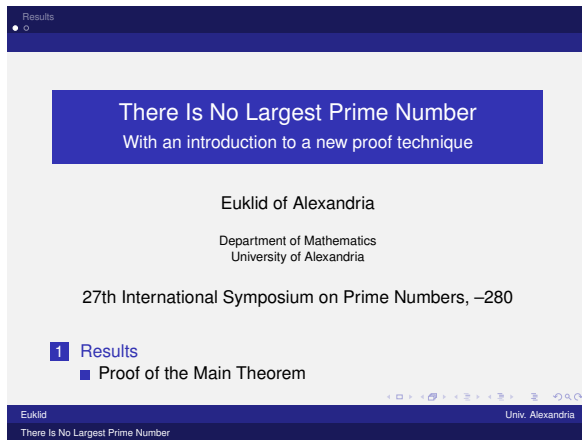 Results
There Is No Largest Prime Number
With an introduction to a new proof technique
Euklid of Alexandria
Department of Mathematics
University of Alexandria
27th International Symposium on Prime Numbers, –280
1 Results
Proof of the Main Theorem
Euklid Univ. Alexandria
There Is No Largest Prime Number